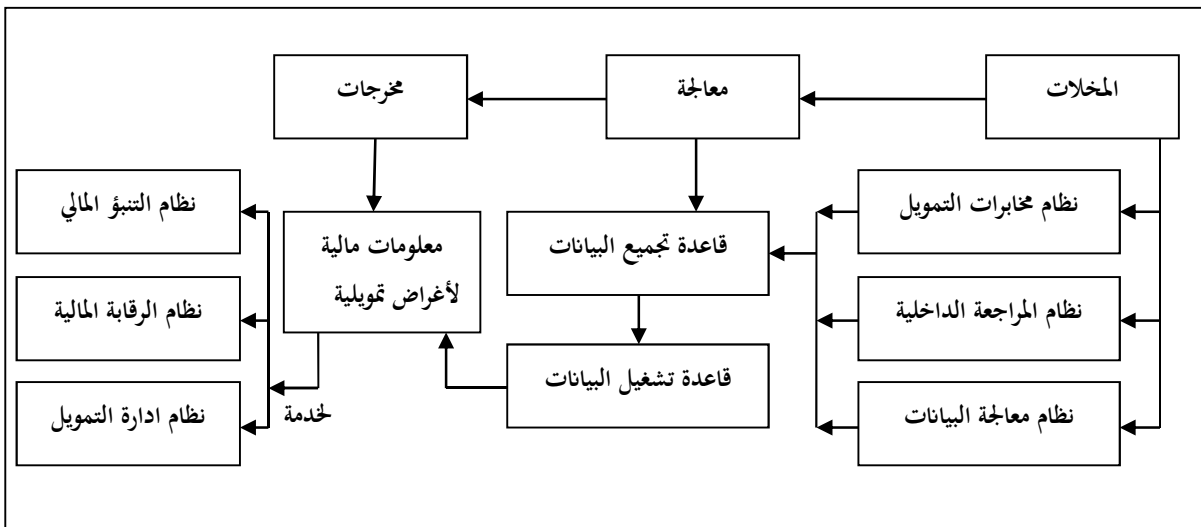 المخلات
معالجة
مخرجات
نظام مخابرات التمويل
نظام المراجعة الداخلية
نظام معالجة البيانات
قاعدة تجميع البيانات
قاعدة تشغيل البيانات
معلومات مالية
لأغراض تمويلية
لخدمة
نظام التنبؤ المالي
نظام الرقابة المالية
نظام ادارة التمويل